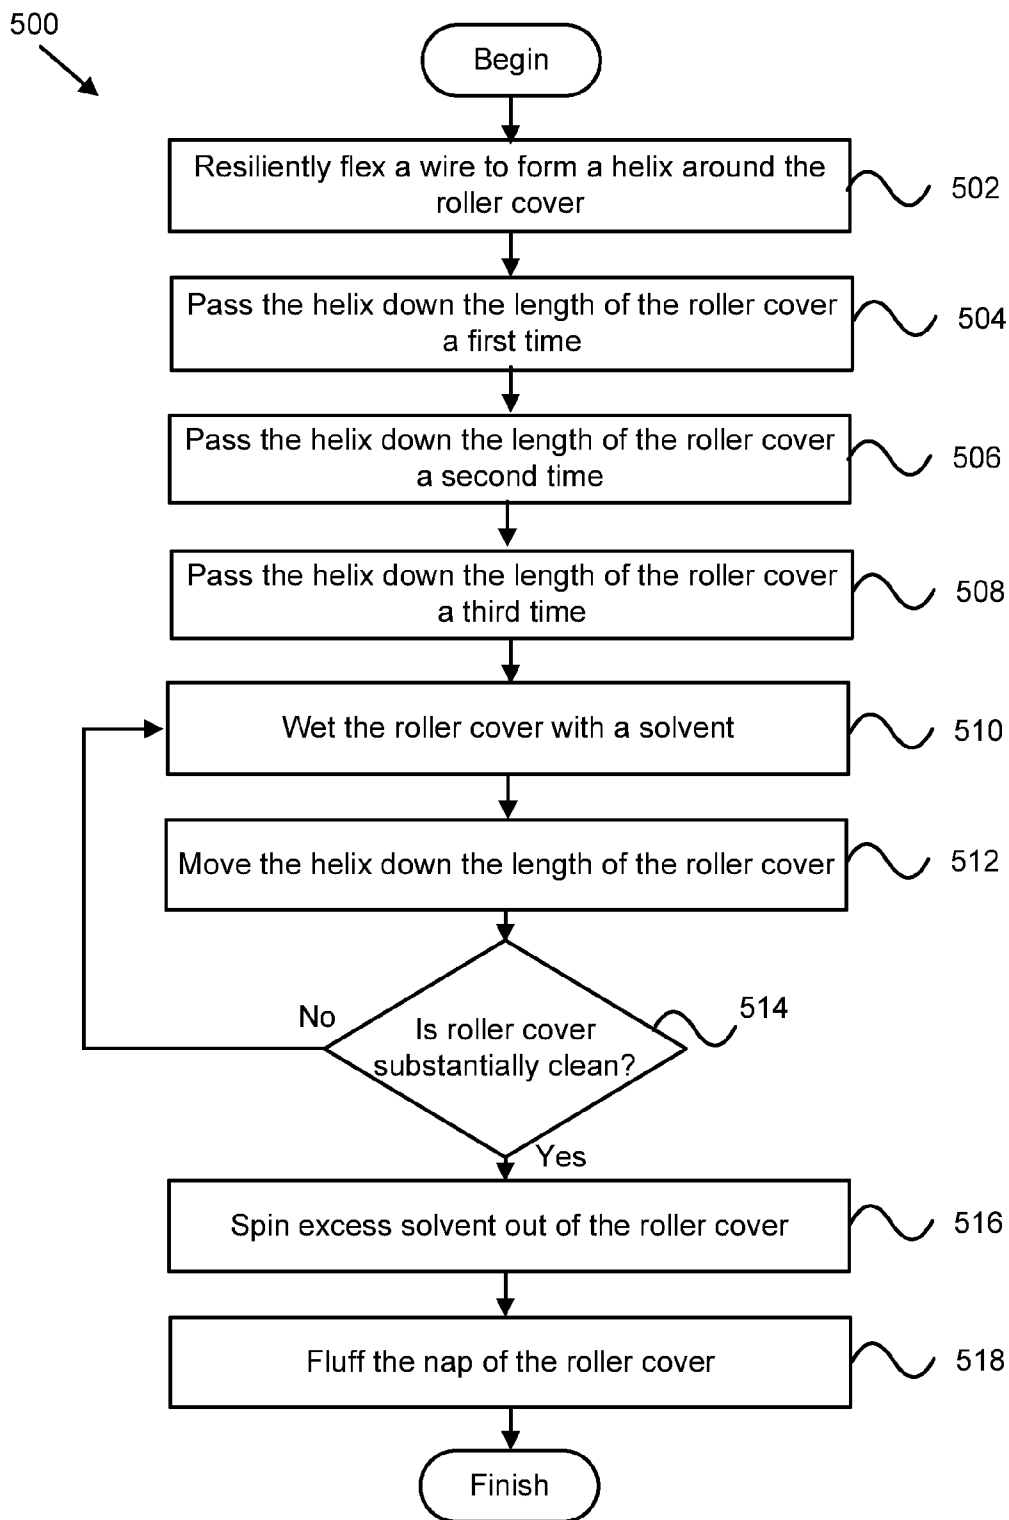 500
Begin
Resiliently flex a wire to form a helix around the
roller cover
502
Pass the helix down the length of the roller cover
a first time
504
Pass the helix down the length of the roller cover
a second time
506
Pass the helix down the length of the roller cover
a third time
508
Wet the roller cover with a solvent
510
Move the helix down the length of the roller cover
512
No
Is roller cover
substantially clean?
514
Yes
Spin excess solvent out of the roller cover
516
Fluff the nap of the roller cover
518
Finish